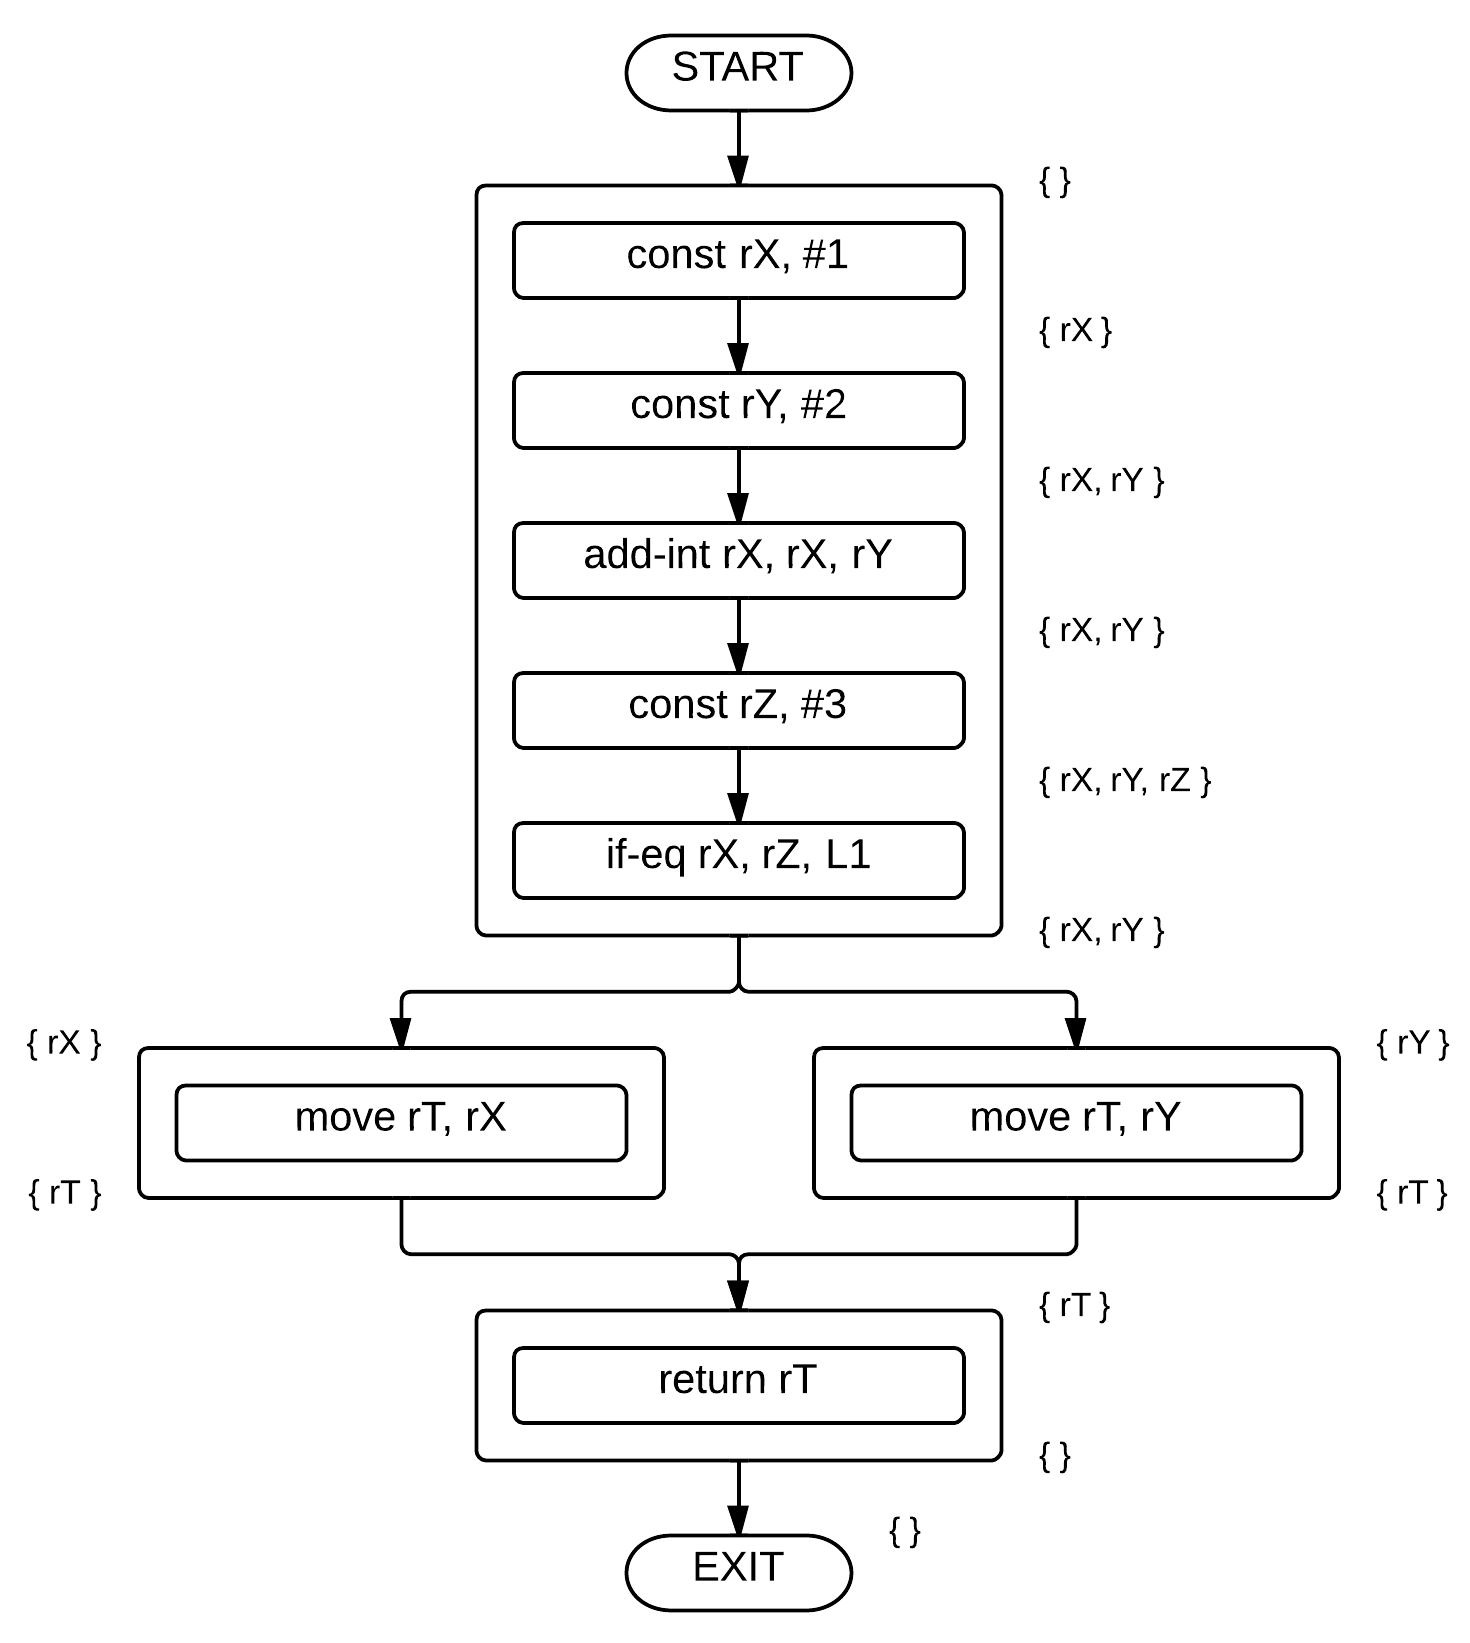 START
{ }
const rX, #1
{ rX }
const rY, #2
{ rX, rY }
add-int rX, rX, rY
{ rX, rY }
const rZ, #3
{ rX, rY, rZ }
if-eq rX, rZ, L1
{ rX, rY }
{ rX }
{ rY }
move rT, rX
move rT, rY
{ rT }
{ rT }
{ rT }
return rT
{ }
{ }
EXIT